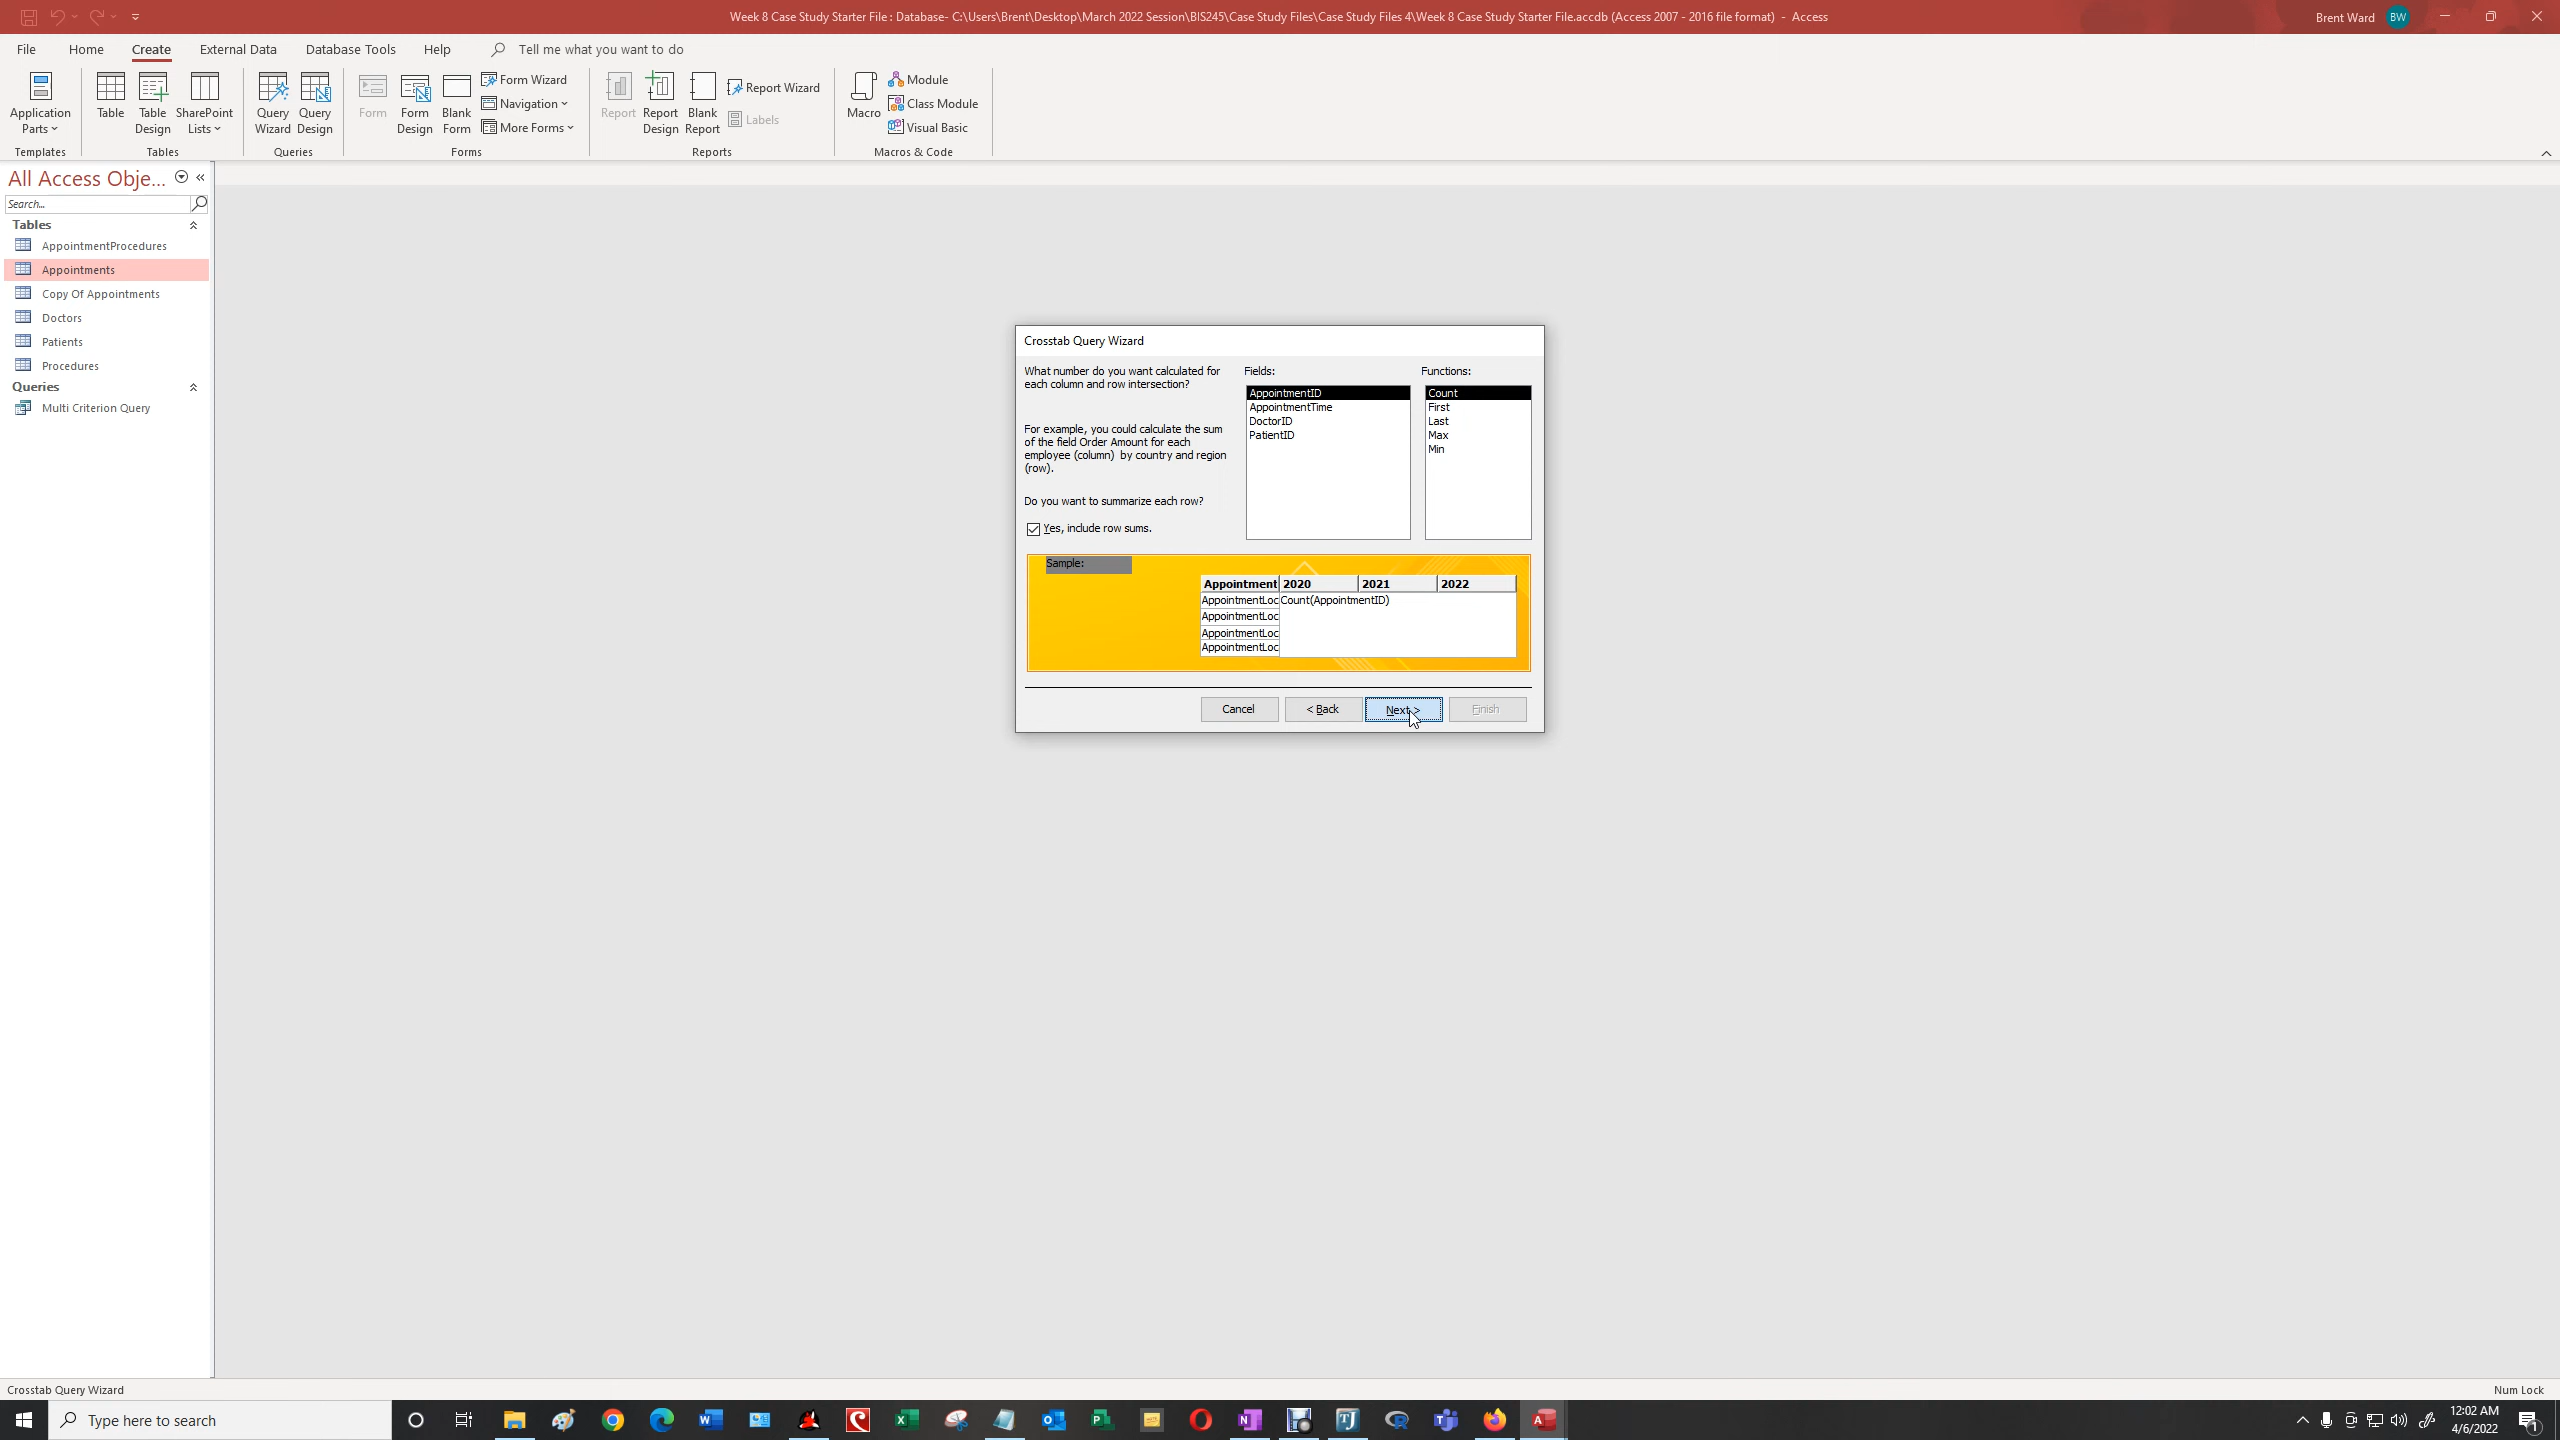 Week 8 Case Study Starter File : Database- C:\Users\Brent\Desktop\March 2022 Session\BIS245\Case Study Files\Case Study Files 4\Week 8 Case Study Starter File.accdb (Access 2007 - 2016 file format) - Access
Brent Ward BW
File Home Create External Data Database Tools Help Tell me what you want to do
Application Parts
Templates
Table
Table Design
SharePoint Lists
Tables
Query Wizard
Query Design
Queries
Form
Form Design
Blank Form
Form Wizard
Navigation
More Forms
Forms
Report
Report Design
Blank Report
Report Wizard
Labels
Reports
Macro
Module
Class Module
Visual Basic
Macros & Code
All Access Obje...
Search...
Tables
AppointmentProcedures
Appointments
Copy Of Appointments
Doctors
Patients
Procedures
Queries
Multi Criterion Query
Crosstab Query Wizard
What number do you want calculated for
each column and row intersection?
For example, you could calculate the sum
of the field Order Amount for each
employee (column) by country and region
(row).
Do you want to summarize each row?
Yes, include row sums.
Fields:
AppointmentID
AppointmentTime
DoctorID
PatientID
Functions:
Count
First
Last
Max
Min
Sample:
Appointment 2020 2021 2022
AppointmentLoc Count(AppointmentID)
AppointmentLoc
AppointmentLoc
AppointmentLoc
Cancel < Back Next > Finish
Crosstab Query Wizard
Num Lock
Type here to search
12:02 AM
4/6/2022